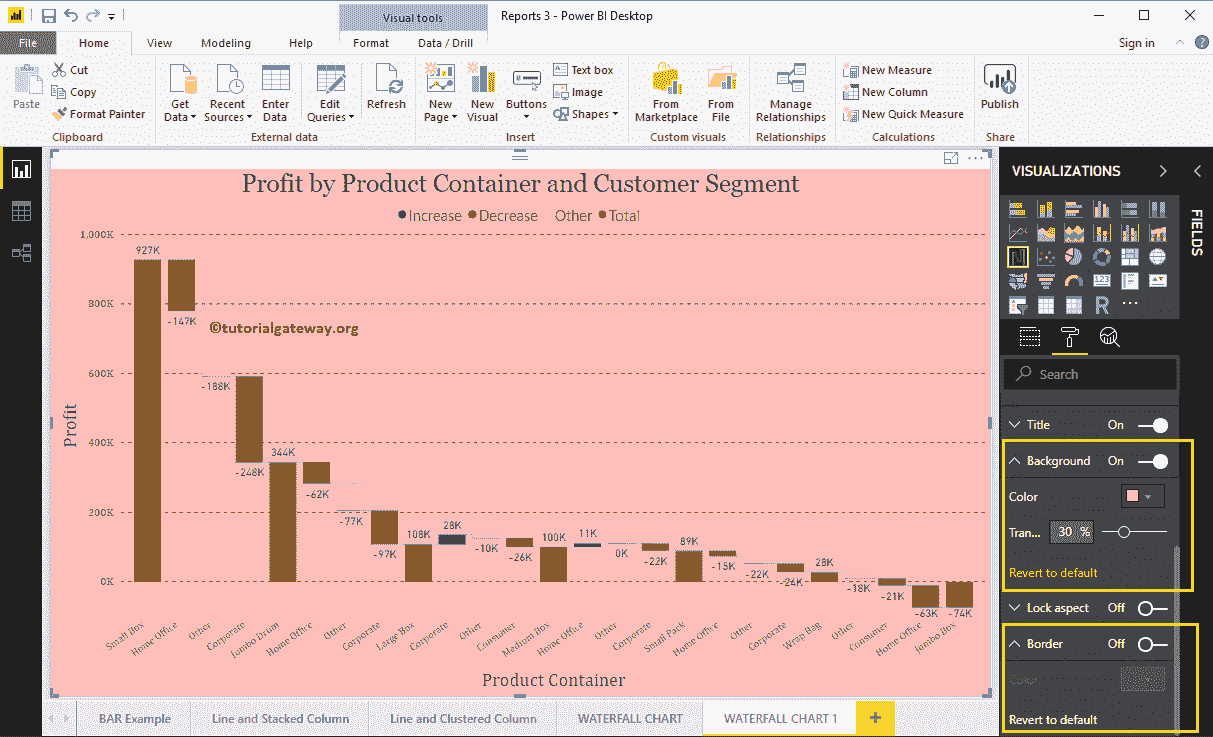 Visual tools
Reports 3 - Power BI Desktop
File
Home
View
Modeling
Help
Format
Data / Drill
Sign in
Paste
Cut
Copy
Format Painter
Clipboard
Get Data
Recent Sources
Enter Data
Edit Queries
External data
Refresh
New Page
New Visual
Buttons
Text box
Image
Shapes
Insert
From Marketplace
From File
Custom visuals
Manage Relationships
Relationships
New Measure
New Column
New Quick Measure
Calculations
Publish
Share
Profit by Product Container and Customer Segment
Increase Decrease Other Total
1,000K
800K
600K
400K
200K
0K
Profit
927K
-147K
©tutorialgateway.org
-188K
-248K
344K
-62K
-77K
-97K
108K
28K
-10K
-26K
100K
11K
0K
-22K
89K
-15K
-22K
-24K
28K
-18K
-21K
-63K
-74K
Small Box
Home Office
Other
Corporate
Jumbo Drum
Home Office
Other
Corporate
Large Box
Corporate
Other
Consumer
Medium Box
Home Office
Other
Corporate
Small Pack
Home Office
Other
Corporate
Wrap Bag
Other
Consumer
Home Office
Jumbo Box
Product Container
BAR Example
Line and Stacked Column
Line and Clustered Column
WATERFALL CHART
WATERFALL CHART 1
VISUALIZATIONS
FIELDS
123
R
Search
Title On
Background On
Color
Tran... 30 %
Revert to default
Lock aspect Off
Border Off
Color
Revert to default